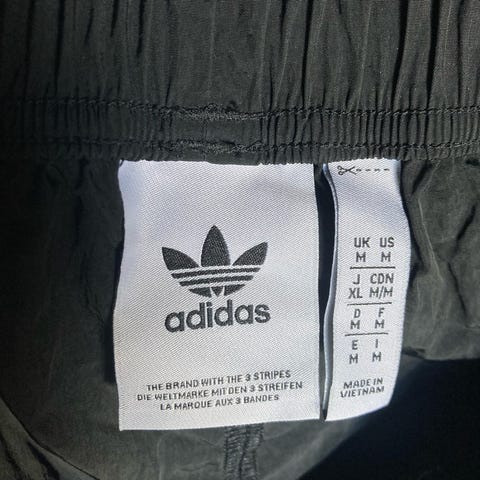 adidas
THE BRAND WITH THE 3 STRIPES
DIE WELTMARKE MIT DEN 3 STREIFEN
LA MARQUE AUX 3 BANDES
UK US
M M
J CDN
XL M/M
D F
M M
E I
M M
MADE IN
VIETNAM